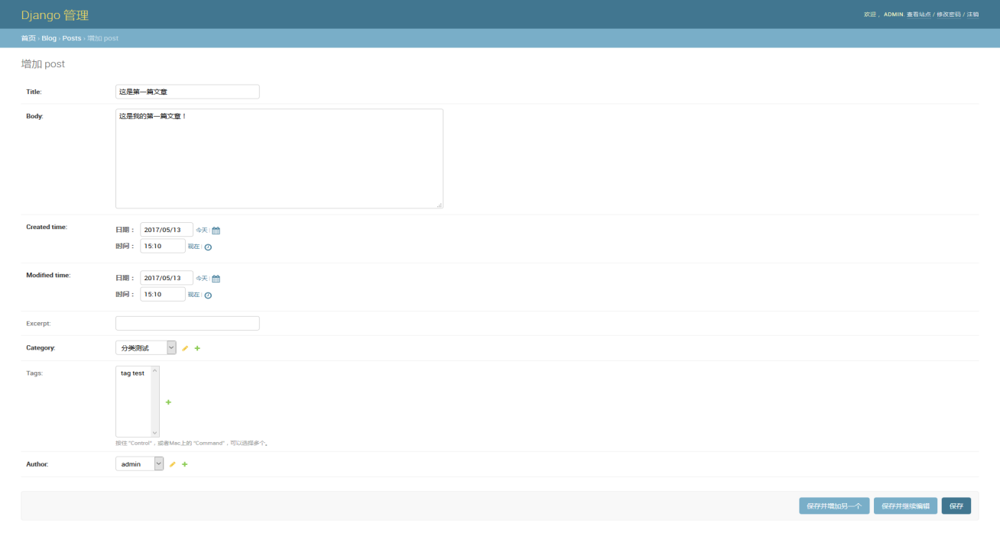 Django 管理
欢迎， ADMIN. 查看站点 / 修改密码 / 注销
首页 › Blog › Posts › 增加 post
增加 post
Title: 这是第一篇文章
Body: 这是我的第一篇文章！
Created time: 日期： 2017/05/13 今天 |
时间： 15:10 现在 |
Modified time: 日期： 2017/05/13 今天 |
时间： 15:10 现在 |
Excerpt:
Category: 分类测试
Tags: tag test
按住 "Control"，或者Mac上的 "Command"，可以选择多个。
Author: admin
保存并增加另一个 保存并继续编辑 保存